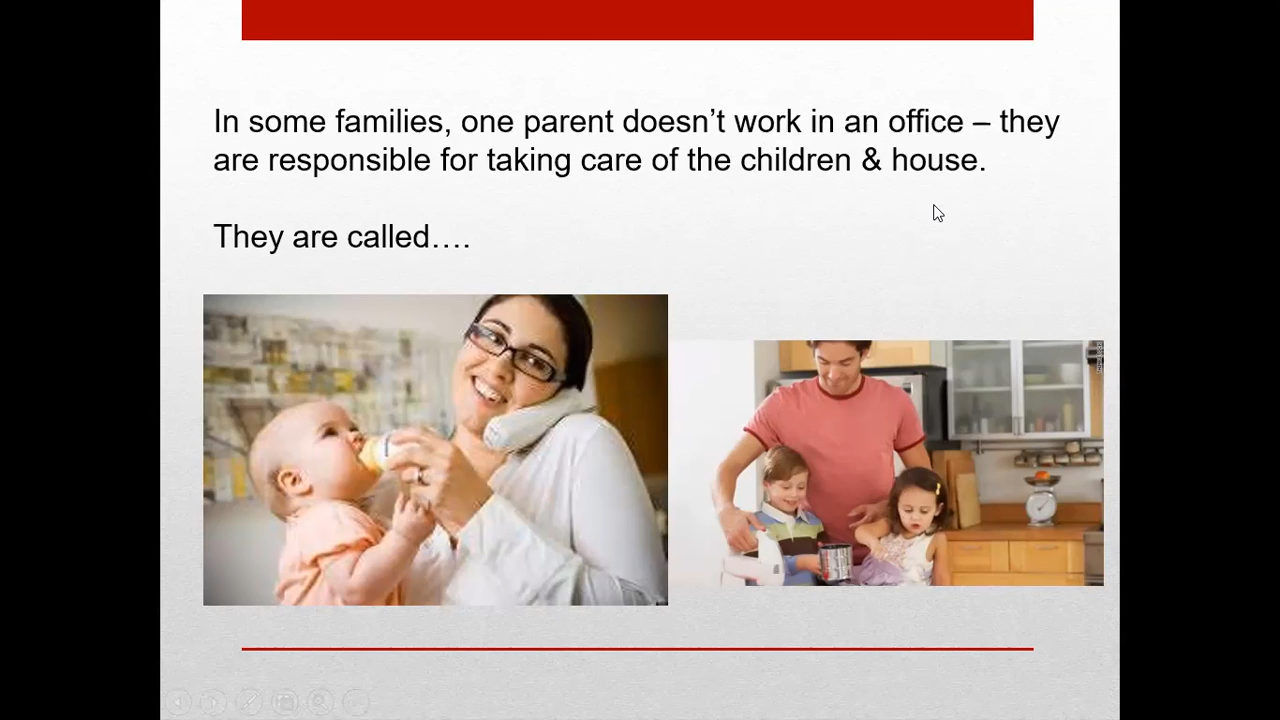 In some families, one parent doesn’t work in an office – they
are responsible for taking care of the children & house.
They are called….